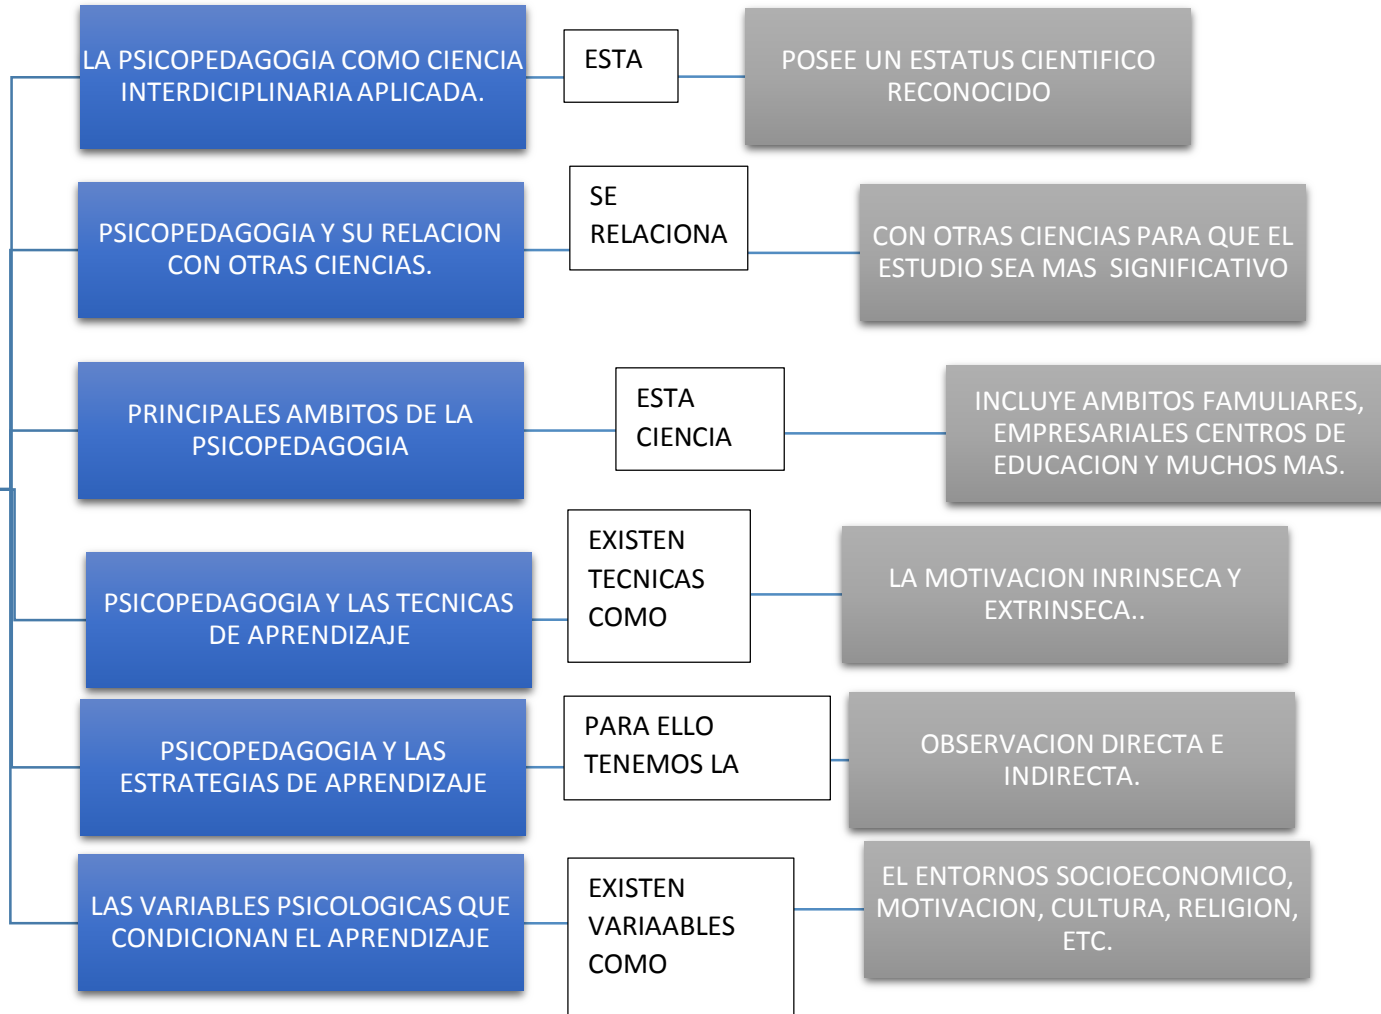 LA PSICOPEDAGOGIA COMO CIENCIA
INTERDICIPLINARIA APLICADA.
ESTA
POSEE UN ESTATUS CIENTIFICO
RECONOCIDO
PSICOPEDAGOGIA Y SU RELACION
CON OTRAS CIENCIAS.
SE
RELACIONA
CON OTRAS CIENCIAS PARA QUE EL
ESTUDIO SEA MAS SIGNIFICATIVO
PRINCIPALES AMBITOS DE LA
PSICOPEDAGOGIA
ESTA
CIENCIA
INCLUYE AMBITOS FAMULIARES,
EMPRESARIALES CENTROS DE
EDUCACION Y MUCHOS MAS.
PSICOPEDAGOGIA Y LAS TECNICAS
DE APRENDIZAJE
EXISTEN
TECNICAS
COMO
LA MOTIVACION INRINSECA Y
EXTRINSECA..
PSICOPEDAGOGIA Y LAS
ESTRATEGIAS DE APRENDIZAJE
PARA ELLO
TENEMOS LA
OBSERVACION DIRECTA E
INDIRECTA.
LAS VARIABLES PSICOLOGICAS QUE
CONDICIONAN EL APRENDIZAJE
EXISTEN
VARIAABLES
COMO
EL ENTORNOS SOCIOECONOMICO,
MOTIVACION, CULTURA, RELIGION,
ETC.